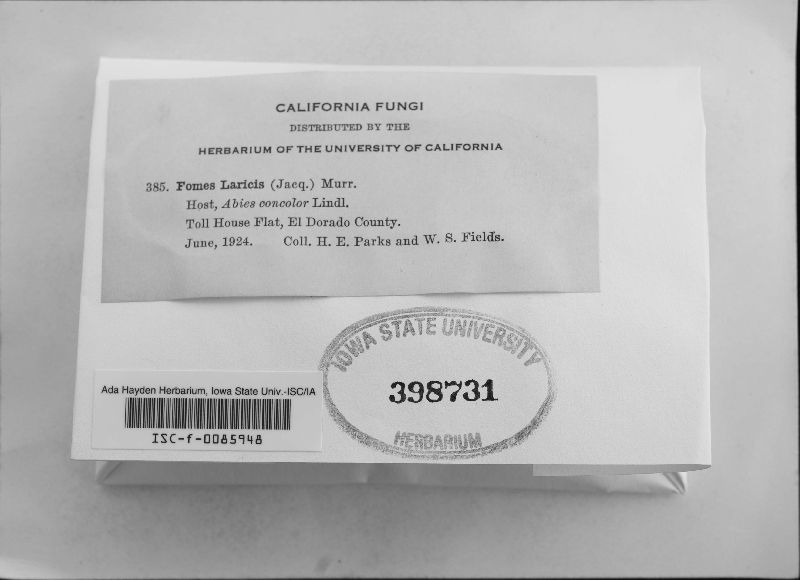 CALIFORNIA FUNGI
DISTRIBUTED BY THE
HERBARIUM OF THE UNIVERSITY OF CALIFORNIA
385. Fomes Laricis (Jacq.) Murr.
Host, Abies concolor Lindl.
Toll House Flat, El Dorado County.
June, 1924. Coll. H. E. Parks and W. S. Fields.
IOWA STATE UNIVERSITY
398731
HERBARIUM
Ada Hayden Herbarium, Iowa State Univ.-ISC/IA
ISC-f-0085948